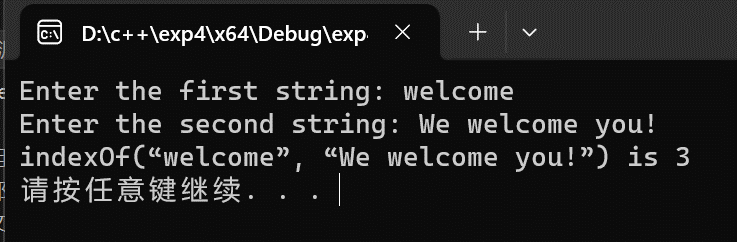 D:\c++\exp4\x64\Debug\exp
Enter the first string: welcome
Enter the second string: We welcome you!
indexOf(“welcome”, “We welcome you!”) is 3
请按任意键继续. . .